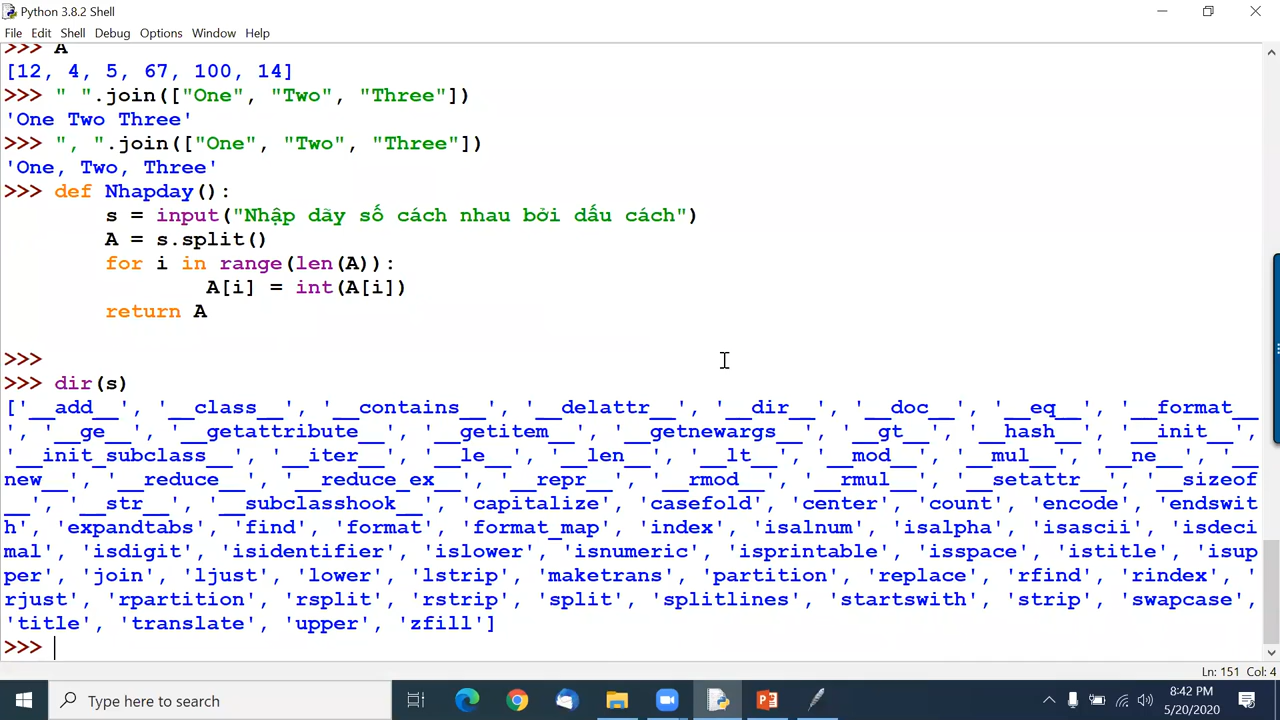 Python 3.8.2 Shell
File Edit Shell Debug Options Window Help
>>> A
[12, 4, 5, 67, 100, 14]
>>> " ".join(["One", "Two", "Three"])
'One Two Three'
>>> ", ".join(["One", "Two", "Three"])
'One, Two, Three'
>>> def Nhapday():
s = input("Nhập dãy số cách nhau bởi dấu cách")
A = s.split()
for i in range(len(A)):
A[i] = int(A[i])
return A
>>>
>>> dir(s)
['__add__', '__class__', '__contains__', '__delattr__', '__dir__', '__doc__', '__eq__', '__format__
', '__ge__', '__getattribute__', '__getitem__', '__getnewargs__', '__gt__', '__hash__', '__init__',
'__init_subclass__', '__iter__', '__le__', '__len__', '__lt__', '__mod__', '__mul__', '__ne__', '__
new__', '__reduce__', '__reduce_ex__', '__repr__', '__rmod__', '__rmul__', '__setattr__', '__sizeof
__', '__str__', '__subclasshook__', 'capitalize', 'casefold', 'center', 'count', 'encode', 'endswit
h', 'expandtabs', 'find', 'format', 'format_map', 'index', 'isalnum', 'isalpha', 'isascii', 'isdeci
mal', 'isdigit', 'isidentifier', 'islower', 'isnumeric', 'isprintable', 'isspace', 'istitle', 'isup
per', 'join', 'ljust', 'lower', 'lstrip', 'maketrans', 'partition', 'replace', 'rfind', 'rindex', '
rjust', 'rpartition', 'rsplit', 'rstrip', 'split', 'splitlines', 'startswith', 'strip', 'swapcase',
'title', 'translate', 'upper', 'zfill']
>>>
Ln: 151 Col: 4
Type here to search
8:42 PM
5/20/2020